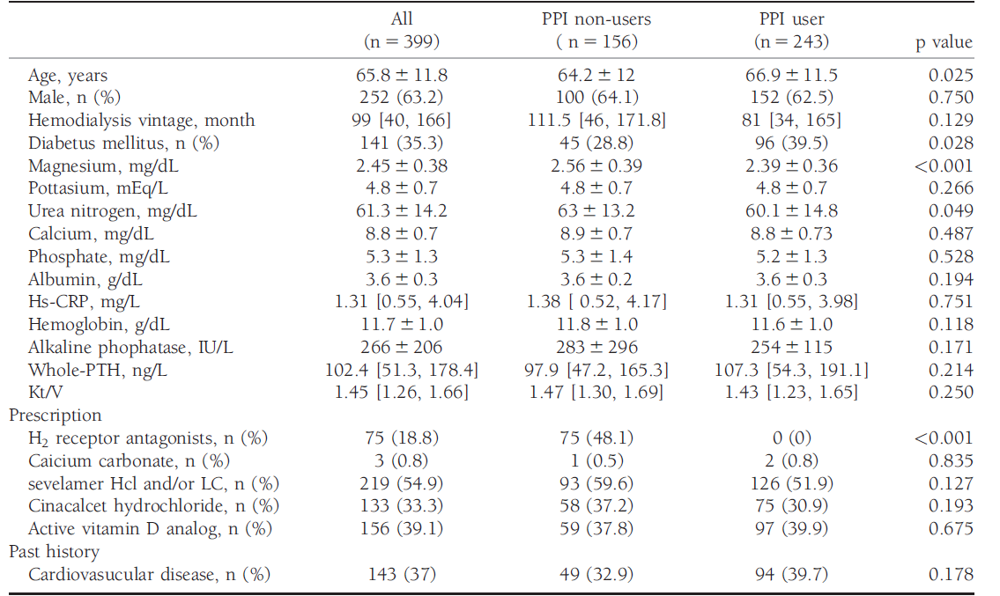 All PPI non-users PPI user
(n = 399) ( n = 156) (n = 243) p value
Age, years 65.8 ± 11.8 64.2 ± 12 66.9 ± 11.5 0.025
Male, n (%) 252 (63.2) 100 (64.1) 152 (62.5) 0.750
Hemodialysis vintage, month 99 [40, 166] 111.5 [46, 171.8] 81 [34, 165] 0.129
Diabetus mellitus, n (%) 141 (35.3) 45 (28.8) 96 (39.5) 0.028
Magnesium, mg/dL 2.45 ± 0.38 2.56 ± 0.39 2.39 ± 0.36 <0.001
Pottasium, mEq/L 4.8 ± 0.7 4.8 ± 0.7 4.8 ± 0.7 0.266
Urea nitrogen, mg/dL 61.3 ± 14.2 63 ± 13.2 60.1 ± 14.8 0.049
Calcium, mg/dL 8.8 ± 0.7 8.9 ± 0.7 8.8 ± 0.73 0.487
Phosphate, mg/dL 5.3 ± 1.3 5.3 ± 1.4 5.2 ± 1.3 0.528
Albumin, g/dL 3.6 ± 0.3 3.6 ± 0.2 3.6 ± 0.3 0.194
Hs-CRP, mg/L 1.31 [0.55, 4.04] 1.38 [ 0.52, 4.17] 1.31 [0.55, 3.98] 0.751
Hemoglobin, g/dL 11.7 ± 1.0 11.8 ± 1.0 11.6 ± 1.0 0.118
Alkaline phophatase, IU/L 266 ± 206 283 ± 296 254 ± 115 0.171
Whole-PTH, ng/L 102.4 [51.3, 178.4] 97.9 [47.2, 165.3] 107.3 [54.3, 191.1] 0.214
Kt/V 1.45 [1.26, 1.66] 1.47 [1.30, 1.69] 1.43 [1.23, 1.65] 0.250
Prescription
H₂ receptor antagonists, n (%) 75 (18.8) 75 (48.1) 0 (0) <0.001
Caicium carbonate, n (%) 3 (0.8) 1 (0.5) 2 (0.8) 0.835
sevelamer Hcl and/or LC, n (%) 219 (54.9) 93 (59.6) 126 (51.9) 0.127
Cinacalcet hydrochloride, n (%) 133 (33.3) 58 (37.2) 75 (30.9) 0.193
Active vitamin D analog, n (%) 156 (39.1) 59 (37.8) 97 (39.9) 0.675
Past history
Cardiovasucular disease, n (%) 143 (37) 49 (32.9) 94 (39.7) 0.178